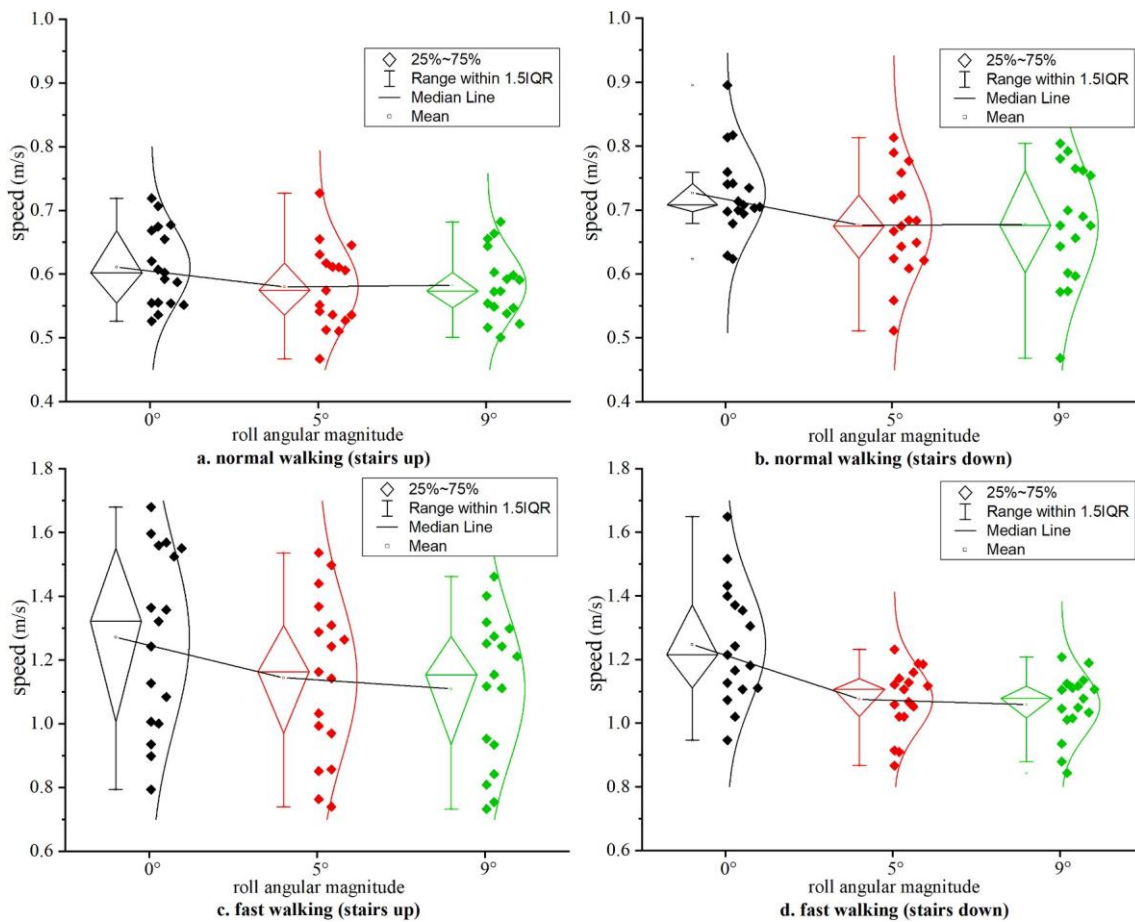 1.0
0.9
0.8
0.7
0.6
0.5
0.4
speed (m/s)
25%~75%
Range within 1.5IQR
Median Line
Mean
0° 5° 9°
roll angular magnitude
a. normal walking (stairs up)
1.0
0.9
0.8
0.7
0.6
0.5
0.4
speed (m/s)
25%~75%
Range within 1.5IQR
Median Line
Mean
0° 5° 9°
roll angular magnitude
b. normal walking (stairs down)
1.8
1.6
1.4
1.2
1.0
0.8
0.6
speed (m/s)
25%~75%
Range within 1.5IQR
Median Line
Mean
0° 5° 9°
roll angular magnitude
c. fast walking (stairs up)
1.8
1.6
1.4
1.2
1.0
0.8
0.6
speed (m/s)
25%~75%
Range within 1.5IQR
Median Line
Mean
0° 5° 9°
roll angular magnitude
d. fast walking (stairs down)